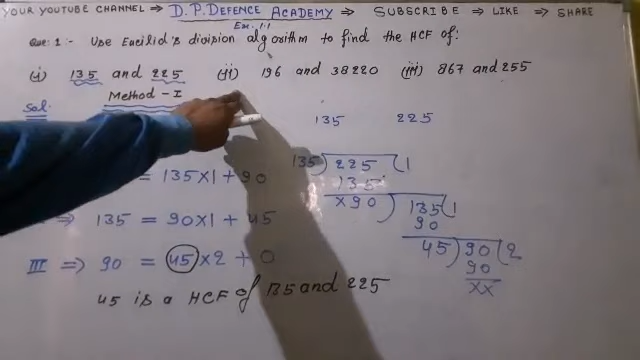 YOUR YOUTUBE CHANNEL ⇒ D.P. DEFENCE ACADEMY ⇒ SUBSCRIBE ⇒ LIKE ⇒ SHARE
Ex: 1.1
Que: 1 :- Use Euclid's division algorithm to find the HCF of:
(i) 135 and 225 (ii) 196 and 38220 (iii) 867 and 255
Sol: Method - I
135 225
= 135×1 + 90
⇒ 135 = 90×1 + 45
III ⇒ 90 = 45×2 + 0
45 is a HCF of 135 and 225
135) 225 (1
135
×90) 135 (1
90
45) 90 (2
90
××